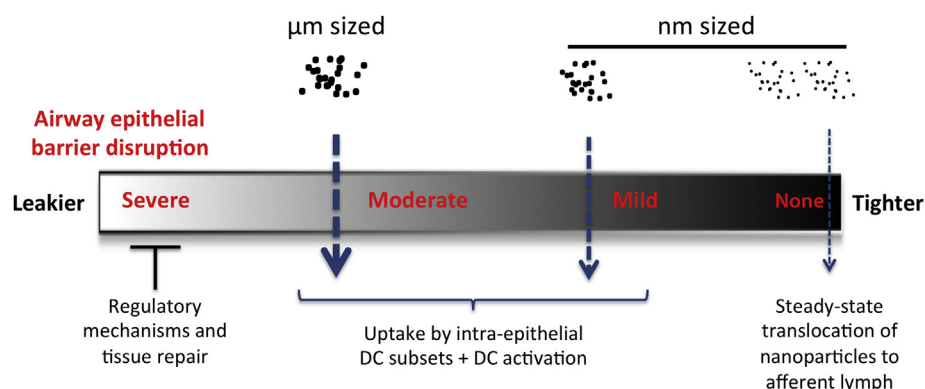 μm sized
nm sized
Airway epithelial
barrier disruption
Leakier
Severe
Moderate
Mild
None
Tighter
Regulatory
mechanisms and
tissue repair
Uptake by intra-epithelial
DC subsets + DC activation
Steady-state
translocation of
nanoparticles to
afferent lymph